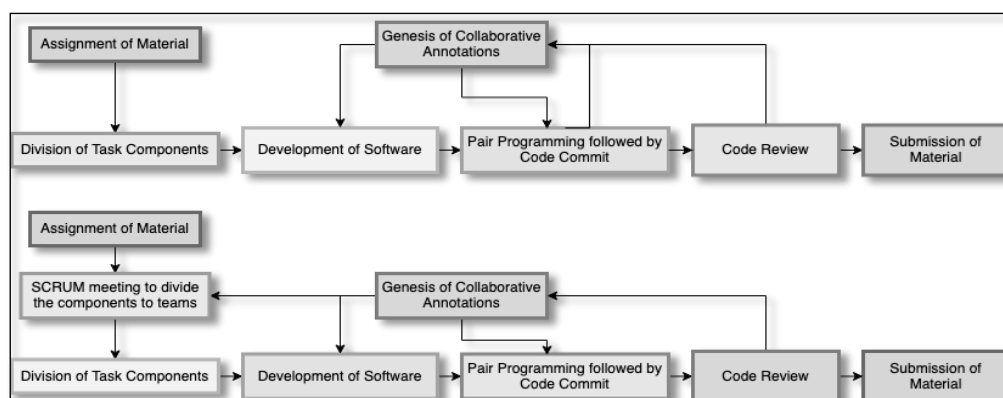 Assignment of Material
Genesis of Collaborative
Annotations
Division of Task Components
Development of Software
Pair Programming followed by
Code Commit
Code Review
Submission of
Material
Assignment of Material
SCRUM meeting to divide
the components to teams
Genesis of Collaborative
Annotations
Division of Task Components
Development of Software
Pair Programming followed by
Code Commit
Code Review
Submission of
Material